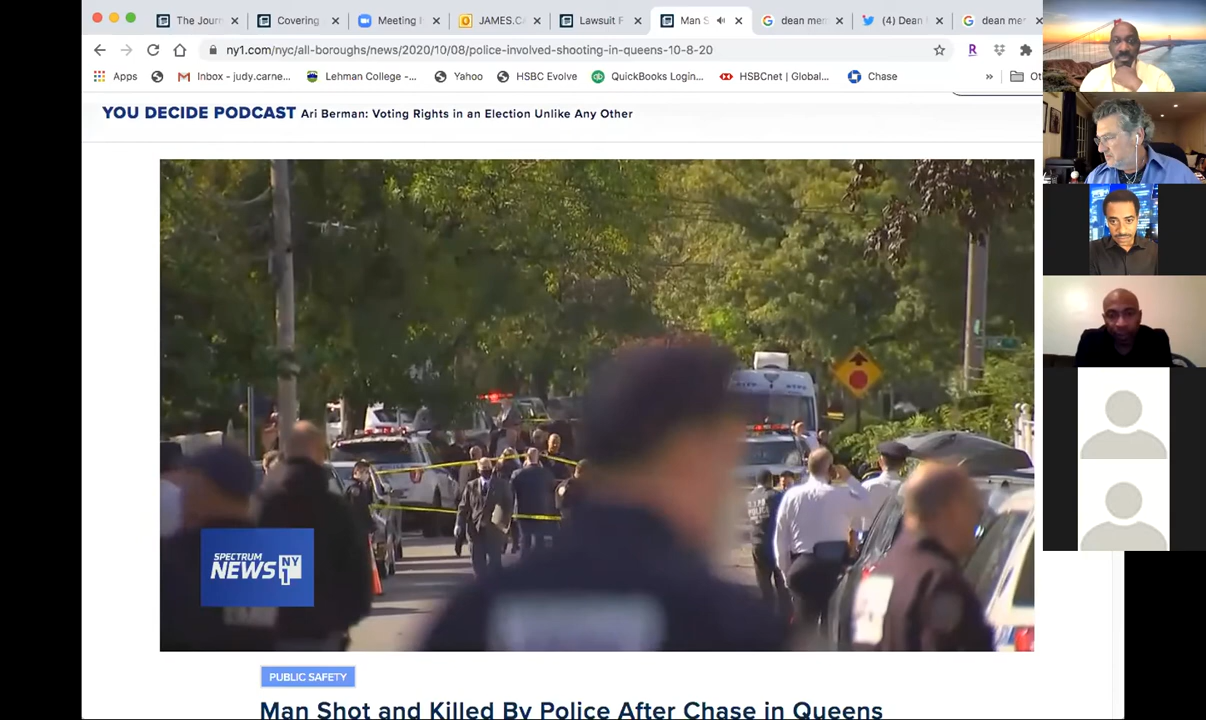 The Journ
Covering
Meeting I
JAMES.CA
Lawsuit F
Man S
dean mer
(4) Dean
dean me
ny1.com/nyc/all-boroughs/news/2020/10/08/police-involved-shooting-in-queens-10-8-20
R
Apps
Inbox - judy.carne...
Lehman College -...
Yahoo
HSBC Evolve
QuickBooks Login...
HSBCnet | Global...
Chase
»
Ot
YOU DECIDE PODCAST Ari Berman: Voting Rights in an Election Unlike Any Other
SPECTRUM
NEWS NY
1
PUBLIC SAFETY
Man Shot and Killed By Police After Chase in Queens